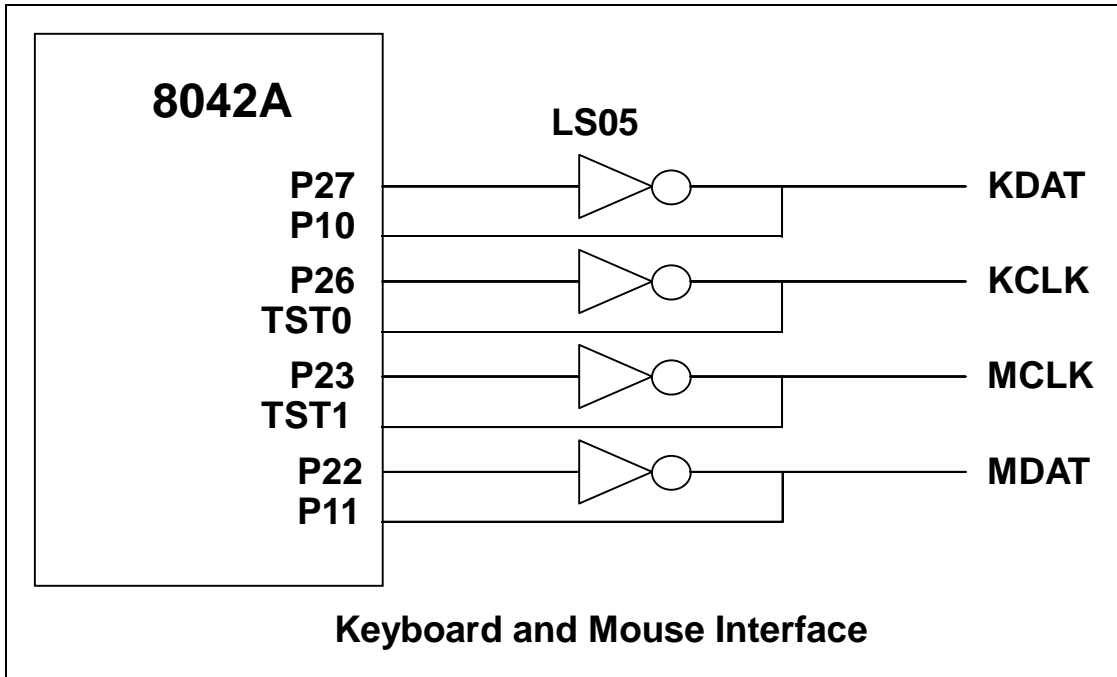 8042A
LS05
P27
KDAT
P10
P26
KCLK
TST0
P23
MCLK
TST1
P22
MDAT
P11
Keyboard and Mouse Interface